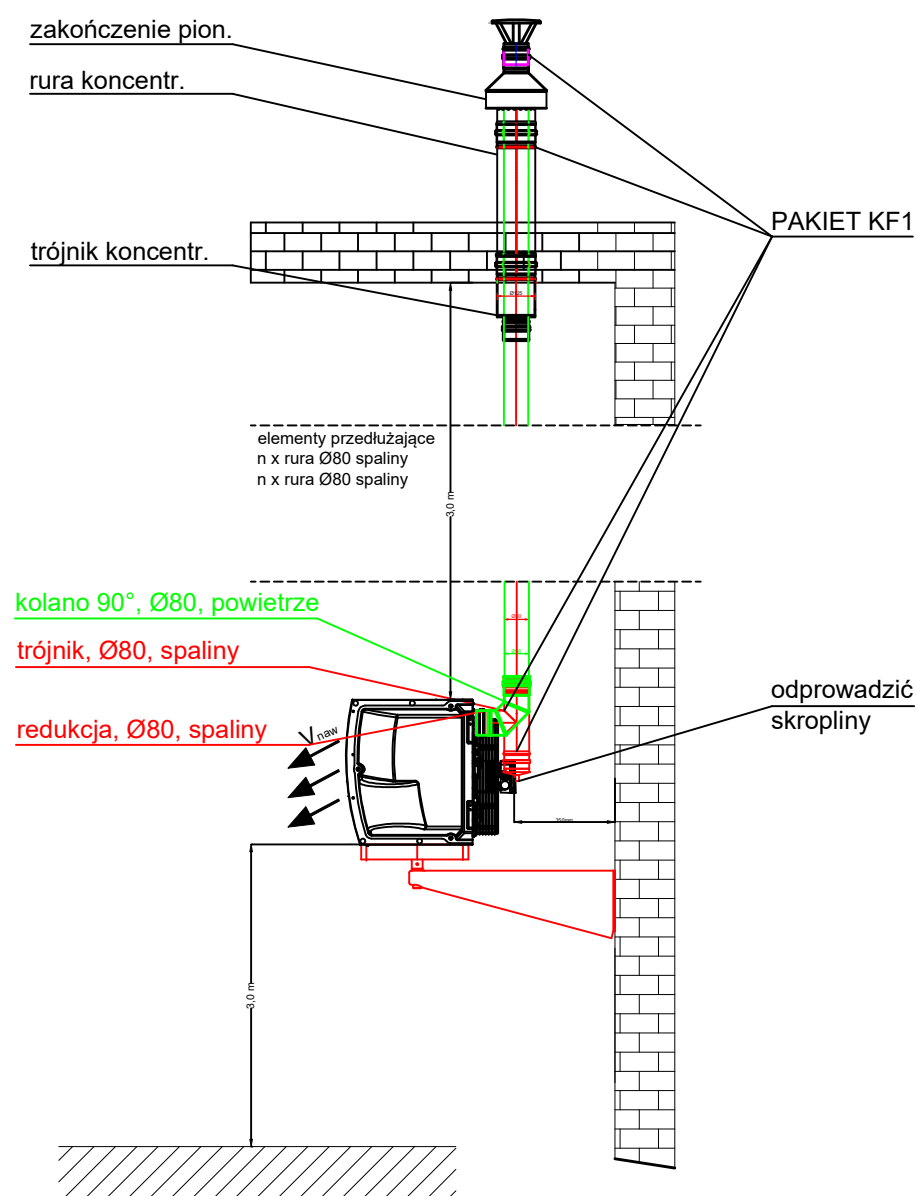 zakończenie pion.
rura koncentr.
PAKIET KF1
trójnik koncentr.
elementy przedłużające
n x rura Ø80 spaliny
n x rura Ø80 spaliny
3,0 m
kolano 90°, Ø80, powietrze
trójnik, Ø80, spaliny
redukcja, Ø80, spaliny
V naw
odprowadzić
skropliny
3,0 m